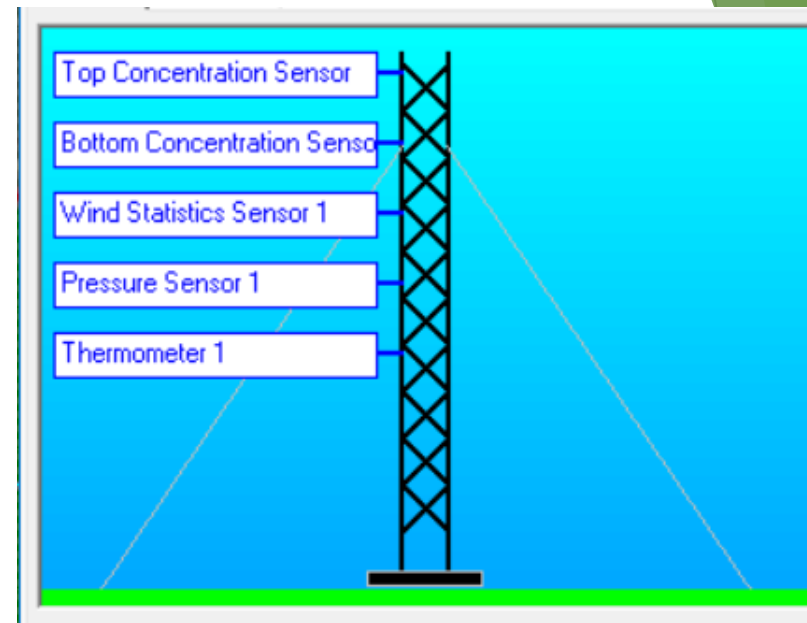 Top Concentration Sensor
Bottom Concentration Senso
Wind Statistics Sensor 1
Pressure Sensor 1
Thermometer 1